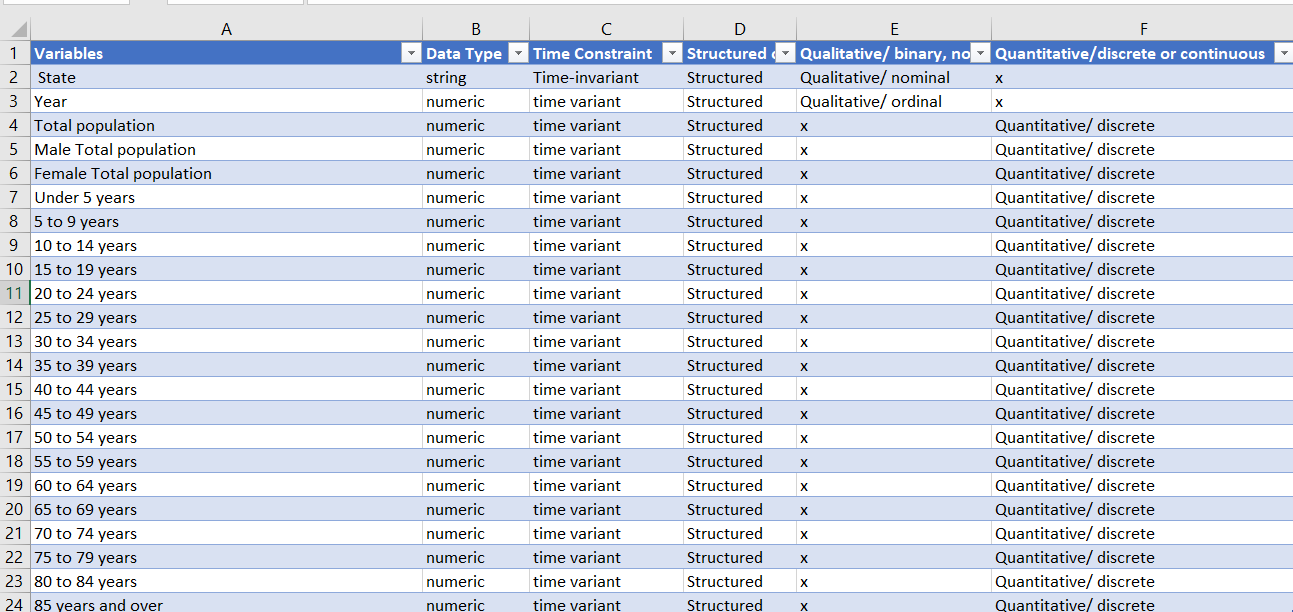 A B C D E F
1 Variables Data Type Time Constraint Structured Qualitative/ binary, no Quantitative/discrete or continuous
2 State string Time-invariant Structured Qualitative/ nominal x
3 Year numeric time variant Structured Qualitative/ ordinal x
4 Total population numeric time variant Structured x Quantitative/ discrete
5 Male Total population numeric time variant Structured x Quantitative/ discrete
6 Female Total population numeric time variant Structured x Quantitative/ discrete
7 Under 5 years numeric time variant Structured x Quantitative/ discrete
8 5 to 9 years numeric time variant Structured x Quantitative/ discrete
9 10 to 14 years numeric time variant Structured x Quantitative/ discrete
10 15 to 19 years numeric time variant Structured x Quantitative/ discrete
11 20 to 24 years numeric time variant Structured x Quantitative/ discrete
12 25 to 29 years numeric time variant Structured x Quantitative/ discrete
13 30 to 34 years numeric time variant Structured x Quantitative/ discrete
14 35 to 39 years numeric time variant Structured x Quantitative/ discrete
15 40 to 44 years numeric time variant Structured x Quantitative/ discrete
16 45 to 49 years numeric time variant Structured x Quantitative/ discrete
17 50 to 54 years numeric time variant Structured x Quantitative/ discrete
18 55 to 59 years numeric time variant Structured x Quantitative/ discrete
19 60 to 64 years numeric time variant Structured x Quantitative/ discrete
20 65 to 69 years numeric time variant Structured x Quantitative/ discrete
21 70 to 74 years numeric time variant Structured x Quantitative/ discrete
22 75 to 79 years numeric time variant Structured x Quantitative/ discrete
23 80 to 84 years numeric time variant Structured x Quantitative/ discrete
24 85 years and over numeric time variant Structured x Quantitative/ discrete